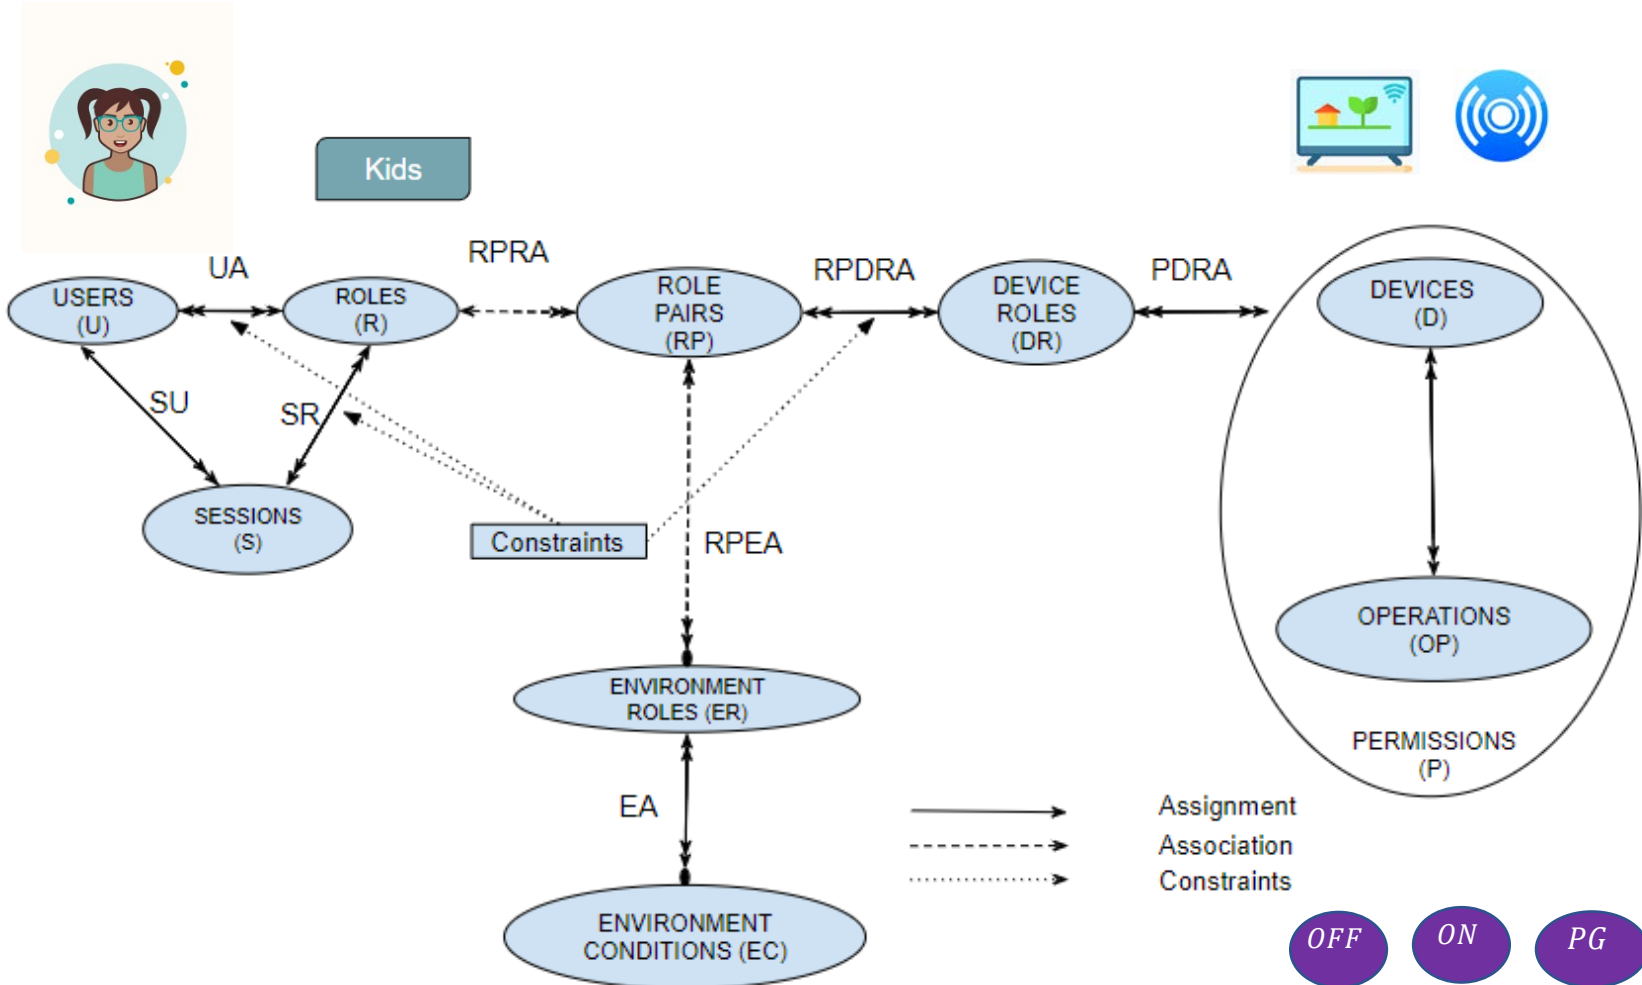 Kids
UA
RPRA
RPDRA
PDRA
USERS
(U)
ROLES
(R)
ROLE
PAIRS
(RP)
DEVICE
ROLES
(DR)
DEVICES
(D)
SU
SR
SESSIONS
(S)
Constraints
RPEA
OPERATIONS
(OP)
ENVIRONMENT
ROLES (ER)
PERMISSIONS
(P)
EA
Assignment
Association
Constraints
ENVIRONMENT
CONDITIONS (EC)
OFF
ON
PG